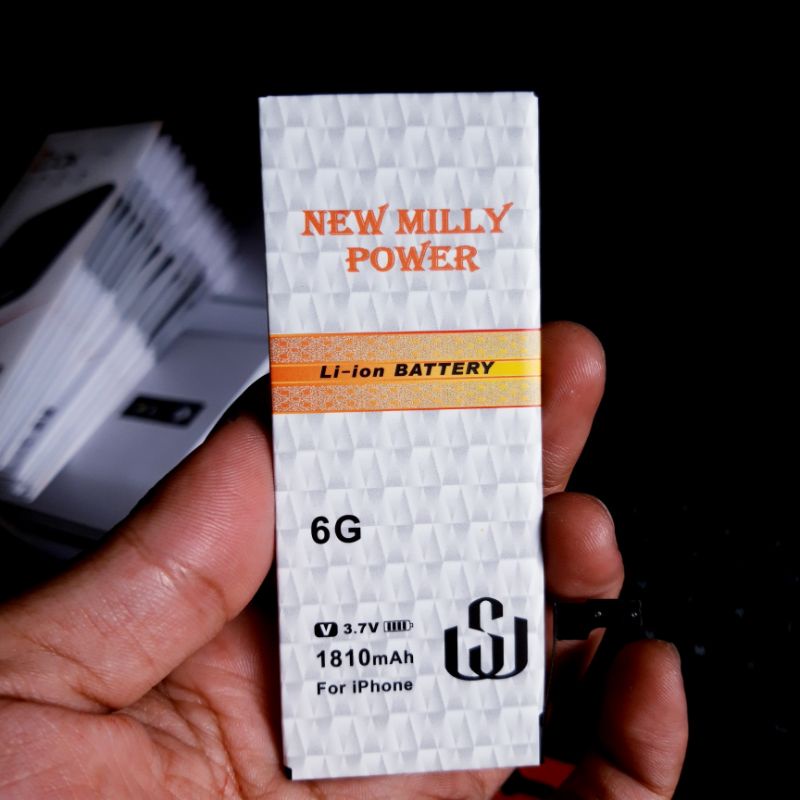 NEW MILLY
POWER
Li-ion BATTERY
6G
V 3.7V
1810mAh
For iPhone